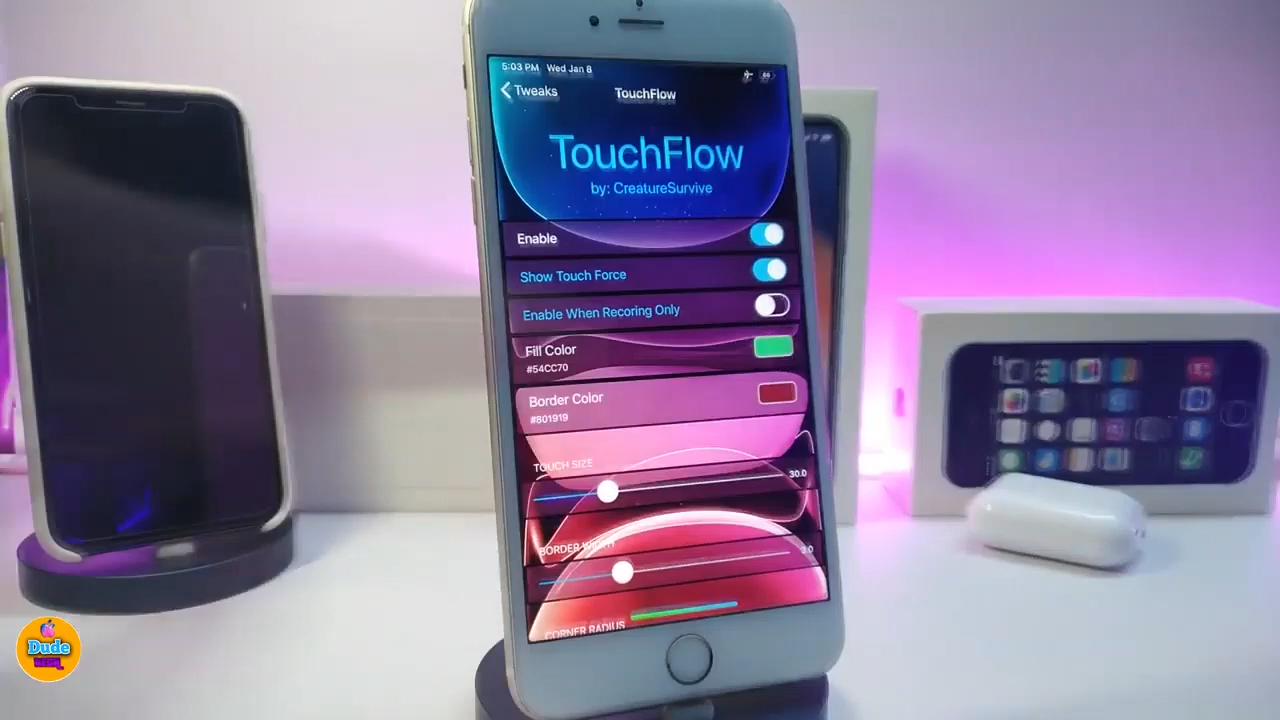 5:03 PM Wed Jan 8 66
Tweaks TouchFlow
TouchFlow
by: CreatureSurvive
Enable
Show Touch Force
Enable When Recoring Only
Fill Color
#54CC70
Border Color
#801919
TOUCH SIZE
30.0
BORDER WIDTH
3.0
CORNER RADIUS
Dude